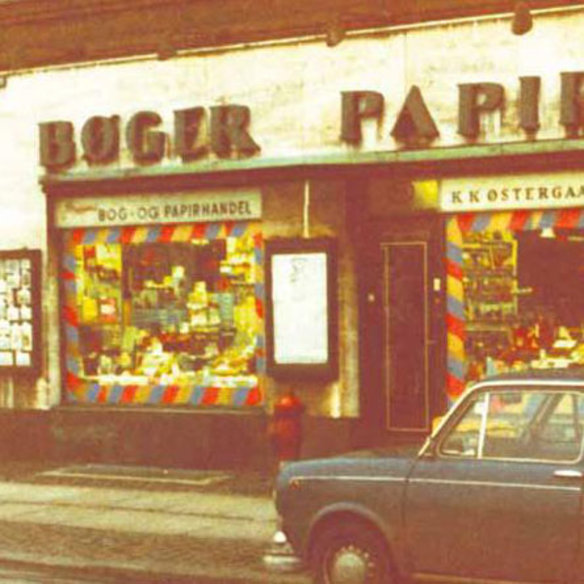 BØGER PAPIR
BOG-OG PAPIRHANDEL
K K ØSTERGAA